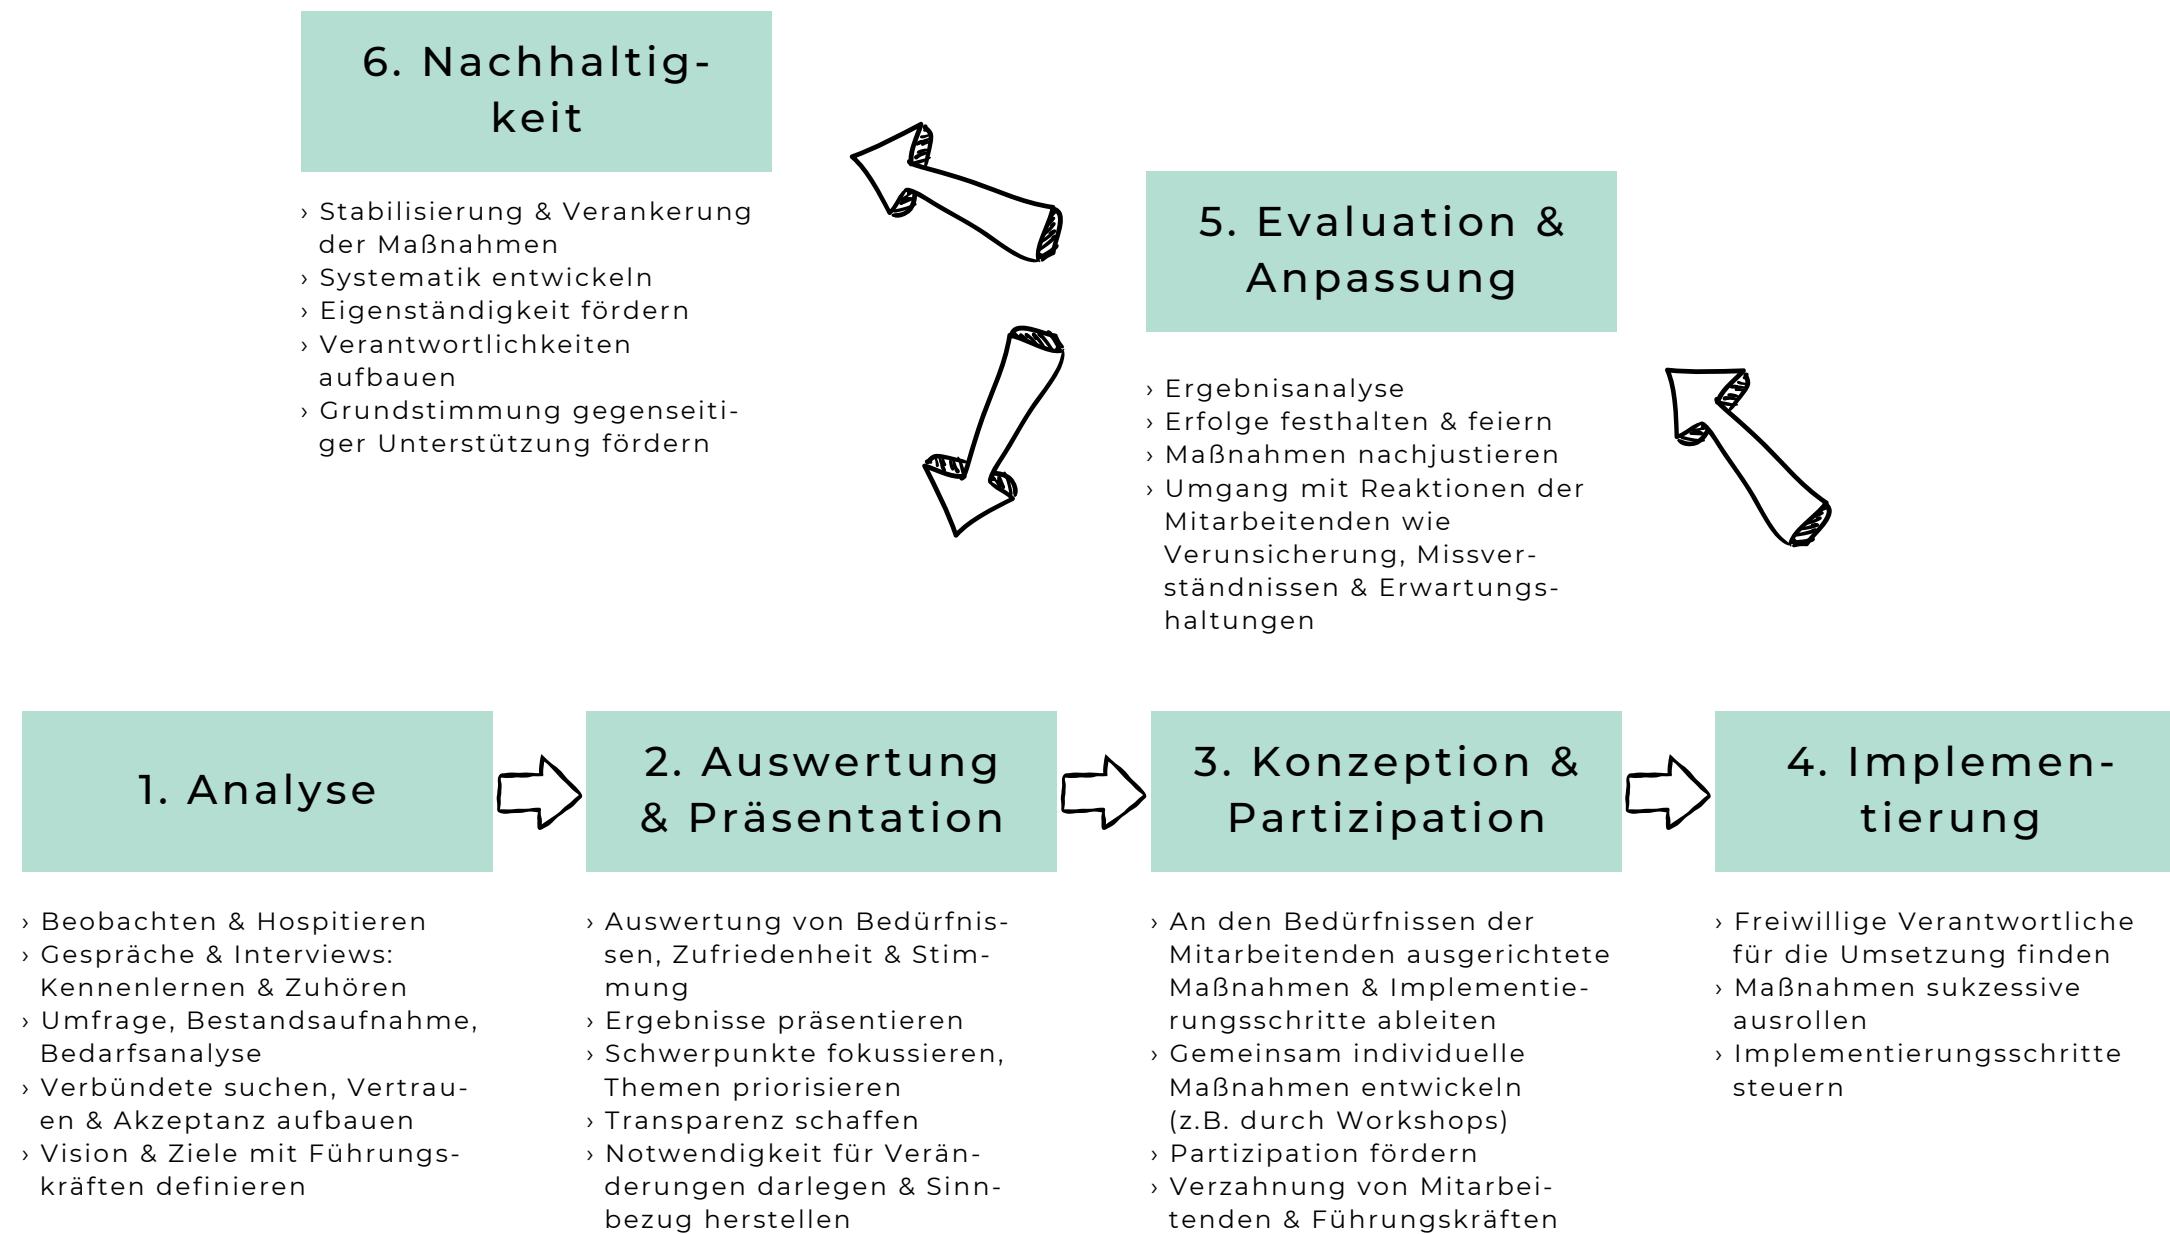 6. Nachhaltig-
keit
› Stabilisierung & Verankerung
der Maßnahmen
› Systematik entwickeln
› Eigenständigkeit fördern
› Verantwortlichkeiten
aufbauen
› Grundstimmung gegenseiti-
ger Unterstützung fördern
5. Evaluation &
Anpassung
› Ergebnisanalyse
› Erfolge festhalten & feiern
› Maßnahmen nachjustieren
› Umgang mit Reaktionen der
Mitarbeitenden wie
Verunsicherung, Missver-
ständnissen & Erwartungs-
haltungen
1. Analyse
› Beobachten & Hospitieren
› Gespräche & Interviews:
Kennenlernen & Zuhören
› Umfrage, Bestandsaufnahme,
Bedarfsanalyse
› Verbündete suchen, Vertrau-
en & Akzeptanz aufbauen
› Vision & Ziele mit Führungs-
kräften definieren
2. Auswertung
& Präsentation
› Auswertung von Bedürfnis-
sen, Zufriedenheit & Stim-
mung
› Ergebnisse präsentieren
› Schwerpunkte fokussieren,
Themen priorisieren
› Transparenz schaffen
› Notwendigkeit für Verän-
derungen darlegen & Sinn-
bezug herstellen
3. Konzeption &
Partizipation
› An den Bedürfnissen der
Mitarbeitenden ausgerichtete
Maßnahmen & Implementie-
rungsschritte ableiten
› Gemeinsam individuelle
Maßnahmen entwickeln
(z.B. durch Workshops)
› Partizipation fördern
› Verzahnung von Mitarbei-
tenden & Führungskräften
4. Implemen-
tierung
› Freiwillige Verantwortliche
für die Umsetzung finden
› Maßnahmen sukzessive
ausrollen
› Implementierungsschritte
steuern